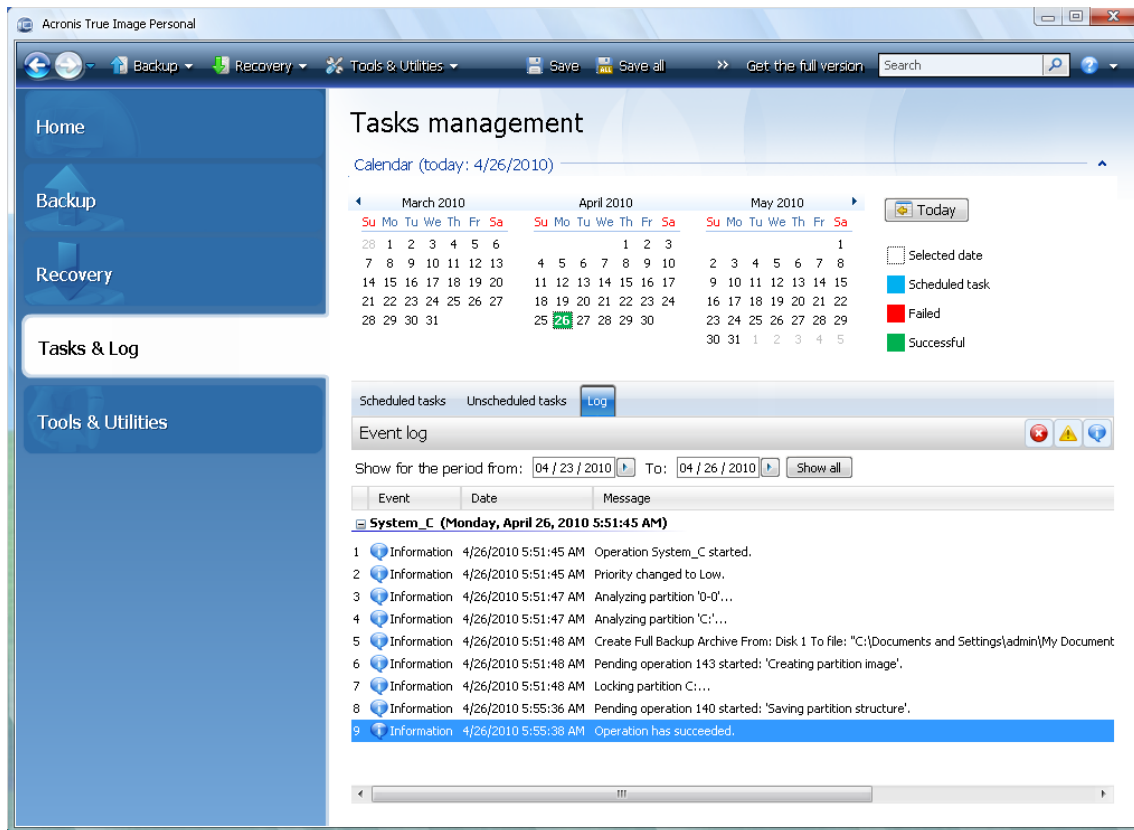 Acronis True Image Personal
Backup Recovery Tools & Utilities Save Save all >> Get the full version Search
Home
Backup
Recovery
Tasks & Log
Tools & Utilities
Tasks management
Calendar (today: 4/26/2010)
March 2010
Su Mo Tu We Th Fr Sa
28 1 2 3 4 5 6
7 8 9 10 11 12 13
14 15 16 17 18 19 20
21 22 23 24 25 26 27
28 29 30 31
April 2010
Su Mo Tu We Th Fr Sa
1 2 3
4 5 6 7 8 9 10
11 12 13 14 15 16 17
18 19 20 21 22 23 24
25 26 27 28 29 30
May 2010
Su Mo Tu We Th Fr Sa
1
2 3 4 5 6 7 8
9 10 11 12 13 14 15
16 17 18 19 20 21 22
23 24 25 26 27 28 29
30 31 1 2 3 4 5
Today
Selected date
Scheduled task
Failed
Successful
Scheduled tasks Unscheduled tasks Log
Event log
Show for the period from: 04 / 23 / 2010 To: 04 / 26 / 2010 Show all
Event Date Message
System_C (Monday, April 26, 2010 5:51:45 AM)
1 Information 4/26/2010 5:51:45 AM Operation System_C started.
2 Information 4/26/2010 5:51:45 AM Priority changed to Low.
3 Information 4/26/2010 5:51:47 AM Analyzing partition '0-0'...
4 Information 4/26/2010 5:51:47 AM Analyzing partition 'C:'...
5 Information 4/26/2010 5:51:48 AM Create Full Backup Archive From: Disk 1 To file: "C:\Documents and Settings\admin\My Document
6 Information 4/26/2010 5:51:48 AM Pending operation 143 started: 'Creating partition image'.
7 Information 4/26/2010 5:51:48 AM Locking partition C:...
8 Information 4/26/2010 5:55:36 AM Pending operation 140 started: 'Saving partition structure'.
9 Information 4/26/2010 5:55:38 AM Operation has succeeded.